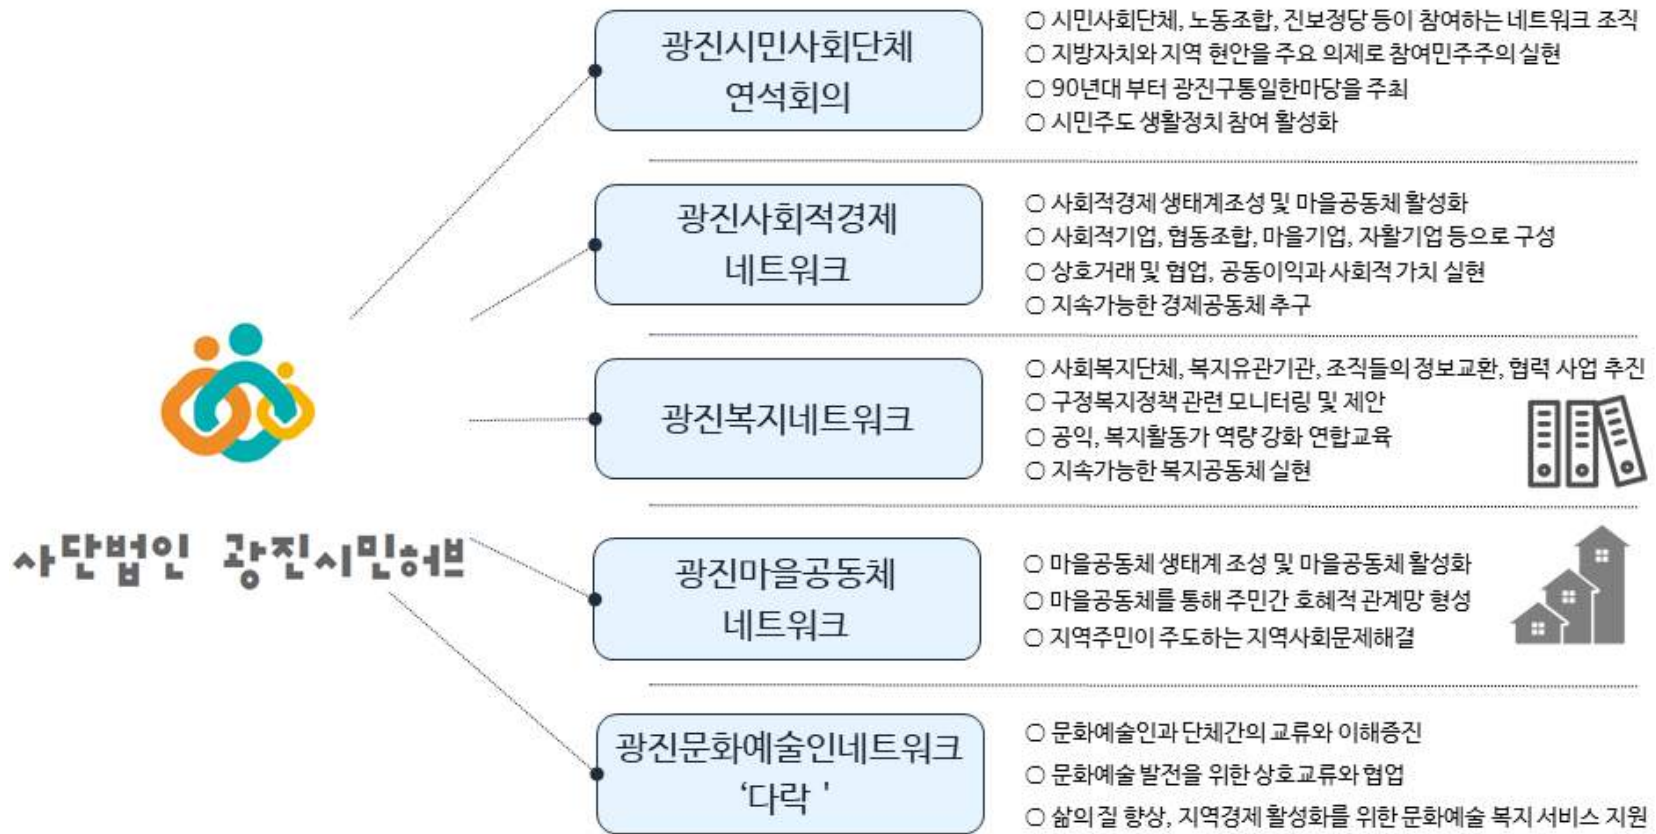 사단법인 광진시민허브
광진시민사회단체
연석회의
○ 시민사회단체, 노동조합, 진보정당 등이 참여하는 네트워크 조직
○ 지방자치와 지역 현안을 주요 의제로 참여민주주의 실현
○ 90년대 부터 광진구통일한마당을 주최
○ 시민주도 생활정치 참여 활성화
광진사회적경제
네트워크
○ 사회적경제 생태계조성 및 마을공동체 활성화
○ 사회적기업, 협동조합, 마을기업, 자활기업 등으로 구성
○ 상호거래 및 협업, 공동이익과 사회적 가치 실현
○ 지속가능한 경제공동체 추구
광진복지네트워크
○ 사회복지단체, 복지유관기관, 조직들의 정보교환, 협력 사업 추진
○ 구정복지정책 관련 모니터링 및 제안
○ 공익, 복지활동가 역량 강화 연합교육
○ 지속가능한 복지공동체 실현
광진마을공동체
네트워크
○ 마을공동체 생태계 조성 및 마을공동체 활성화
○ 마을공동체를 통해 주민간 호혜적 관계망 형성
○ 지역주민이 주도하는 지역사회문제해결
광진문화예술인네트워크
‘다락 '
○ 문화예술인과 단체간의 교류와 이해증진
○ 문화예술 발전을 위한 상호교류와 협업
○ 삶의 질 향상, 지역경제 활성화를 위한 문화예술 복지 서비스 지원